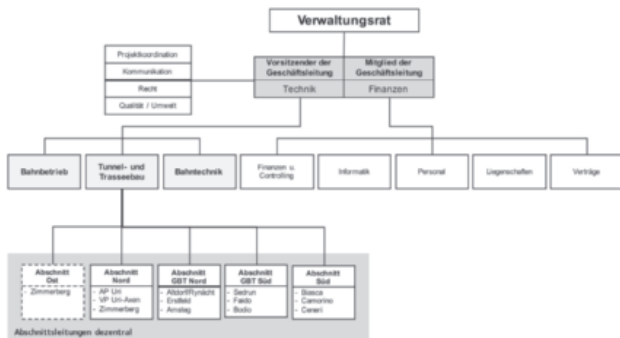 Verwaltungsrat
Projektkoordination
Kommunikation
Recht
Qualität / Umwelt
Vorsitzender der
Geschäftsleitung
Technik
Mitglied der
Geschäftsleitung
Finanzen
Bahnbetrieb
Tunnel- und
Trasseebau
Bahntechnik
Finanzen u.
Controlling
Informatik
Personal
Liegenschaften
Verträge
Abschnitt
Ost
- Zimmerberg
Abschnitt
Nord
- AP Uri
- VP Uri-Axen
- Zimmerberg
Abschnitt
GBT Nord
- Altdorf/Rynächt
- Erstfeld
- Amsteg
Abschnitt
GBT Süd
- Sedrun
- Faido
- Bodio
Abschnitt
Süd
- Biasca
- Camorino
- Ceneri
Abschnittsleitungen dezentral